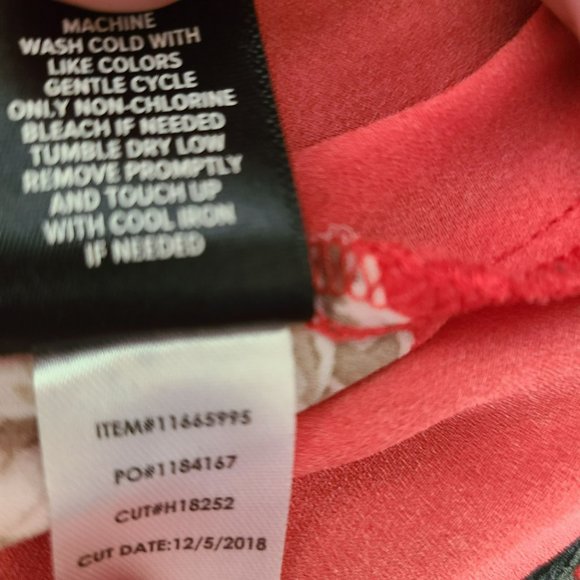 MACHINE
WASH COLD WITH
LIKE COLORS
GENTLE CYCLE
ONLY NON-CHLORINE
BLEACH IF NEEDED
TUMBLE DRY LOW
REMOVE PROMPTLY
AND TOUCH UP
WITH COOL IRON
IF NEEDED
ITEM#11665995
PO#1184167
CUT#H18252
CUT DATE:12/5/2018